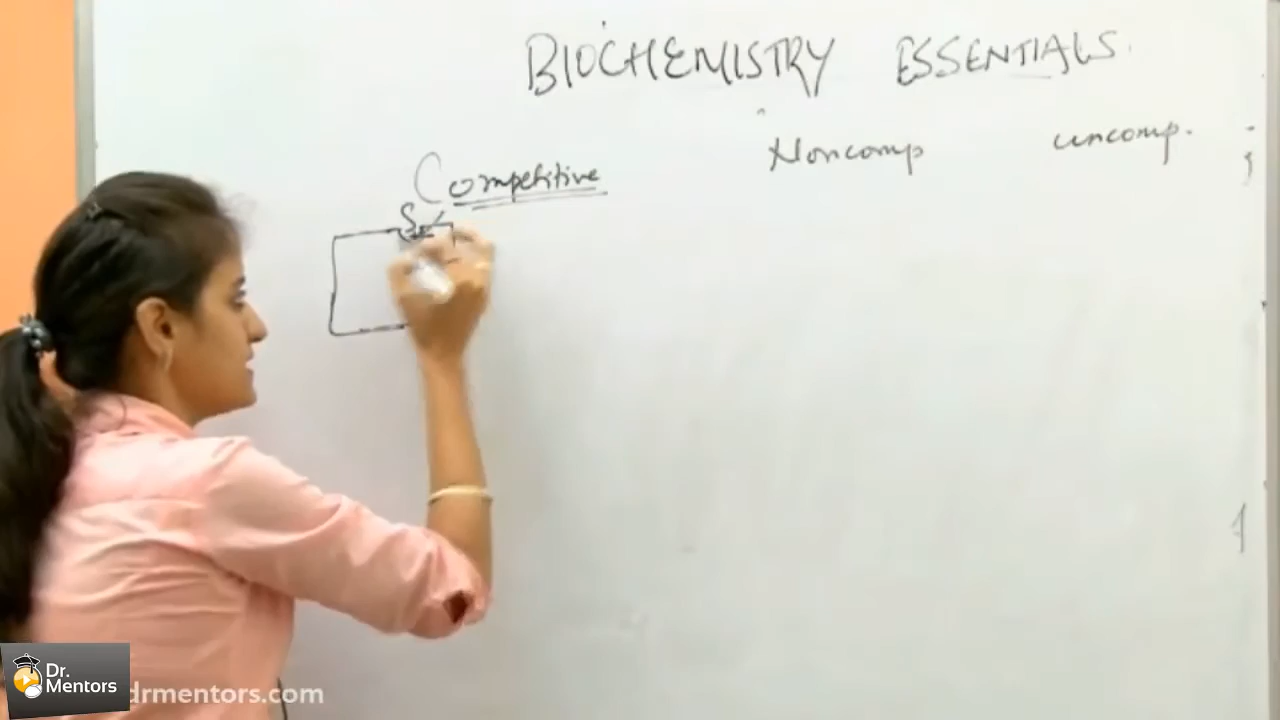 BIOCHEMISTRY ESSENTIALS.
Noncomp uncomp.
Competitive
S
Dr.
Mentors
drmentors.com